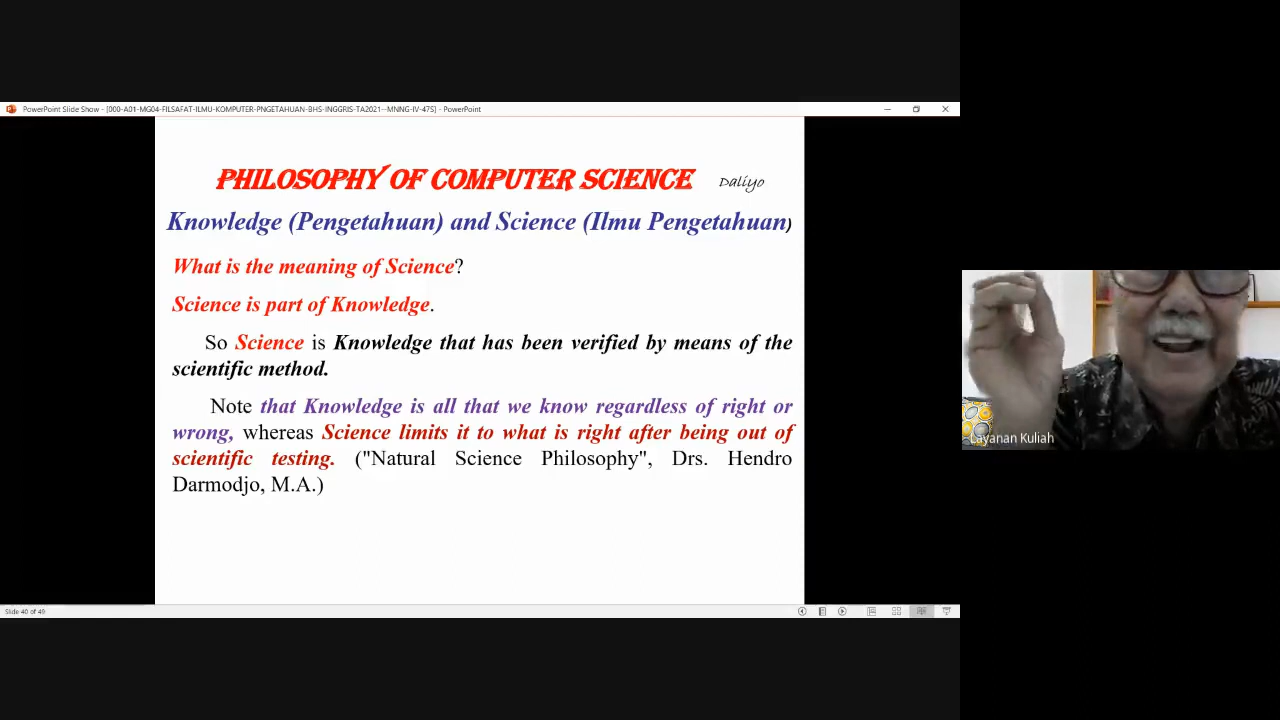 PowerPoint Slide Show - [000-A01-MG04-FILSAFAT-ILMU-KOMPUTER-PNGETAHUAN-BHS-INGGRIS-TA2021--MNNG-IV-47S] - PowerPoint
PHILOSOPHY OF COMPUTER SCIENCE Daliyo
Knowledge (Pengetahuan) and Science (Ilmu Pengetahuan)
What is the meaning of Science?
Science is part of Knowledge.
So Science is Knowledge that has been verified by means of the
scientific method.
Note that Knowledge is all that we know regardless of right or
wrong, whereas Science limits it to what is right after being out of
scientific testing. ("Natural Science Philosophy", Drs. Hendro
Darmodjo, M.A.)
Layanan Kuliah
Slide 40 of 49